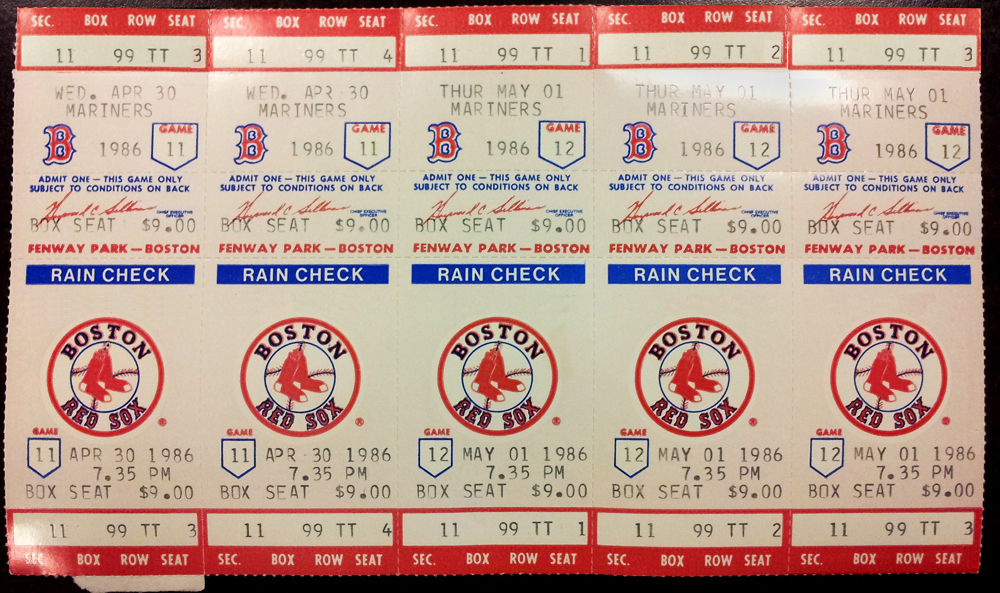 SEC. BOX ROW SEAT
11 99 TT 3
WED. APR 30
MARINERS
B 1986 GAME 11
ADMIT ONE — THIS GAME ONLY
SUBJECT TO CONDITIONS ON BACK
CHIEF EXECUTIVE OFFICER
BOX SEAT $9.00
FENWAY PARK — BOSTON
RAIN CHECK
BOSTON
RED SOX ®
GAME
11 APR 30 1986
7.35 PM
BOX SEAT $9.00
11 99 TT 3
SEC. BOX ROW SEAT
SEC. BOX ROW SEAT
11 99 TT 4
WED. APR 30
MARINERS
B 1986 GAME 11
ADMIT ONE — THIS GAME ONLY
SUBJECT TO CONDITIONS ON BACK
CHIEF EXECUTIVE OFFICER
BOX SEAT $9.00
FENWAY PARK — BOSTON
RAIN CHECK
BOSTON
RED SOX ®
GAME
11 APR 30 1986
7.35 PM
BOX SEAT $9.00
11 99 TT 4
SEC. BOX ROW SEAT
SEC. BOX ROW SEAT
11 99 TT 1
THUR MAY 01
MARINERS
B 1986 GAME 12
ADMIT ONE — THIS GAME ONLY
SUBJECT TO CONDITIONS ON BACK
CHIEF EXECUTIVE OFFICER
BOX SEAT $9.00
FENWAY PARK — BOSTON
RAIN CHECK
BOSTON
RED SOX ®
GAME
12 MAY 01 1986
7.35 PM
BOX SEAT $9.00
11 99 TT 1
SEC. BOX ROW SEAT
SEC. BOX ROW SEAT
11 99 TT 2
THUR MAY 01
MARINERS
B 1986 GAME 12
ADMIT ONE — THIS GAME ONLY
SUBJECT TO CONDITIONS ON BACK
CHIEF EXECUTIVE OFFICER
BOX SEAT $9.00
FENWAY PARK — BOSTON
RAIN CHECK
BOSTON
RED SOX ®
GAME
12 MAY 01 1986
7.35 PM
BOX SEAT $9.00
11 99 TT 2
SEC. BOX ROW SEAT
SEC. BOX ROW SEAT
11 99 TT 3
THUR MAY 01
MARINERS
B 1986 GAME 12
ADMIT ONE — THIS GAME ONLY
SUBJECT TO CONDITIONS ON BACK
CHIEF EXECUTIVE OFFICER
BOX SEAT $9.00
FENWAY PARK — BOSTON
RAIN CHECK
BOSTON
RED SOX ®
GAME
12 MAY 01 1986
7.35 PM
BOX SEAT $9.00
11 99 TT 3
SEC. BOX ROW SEAT